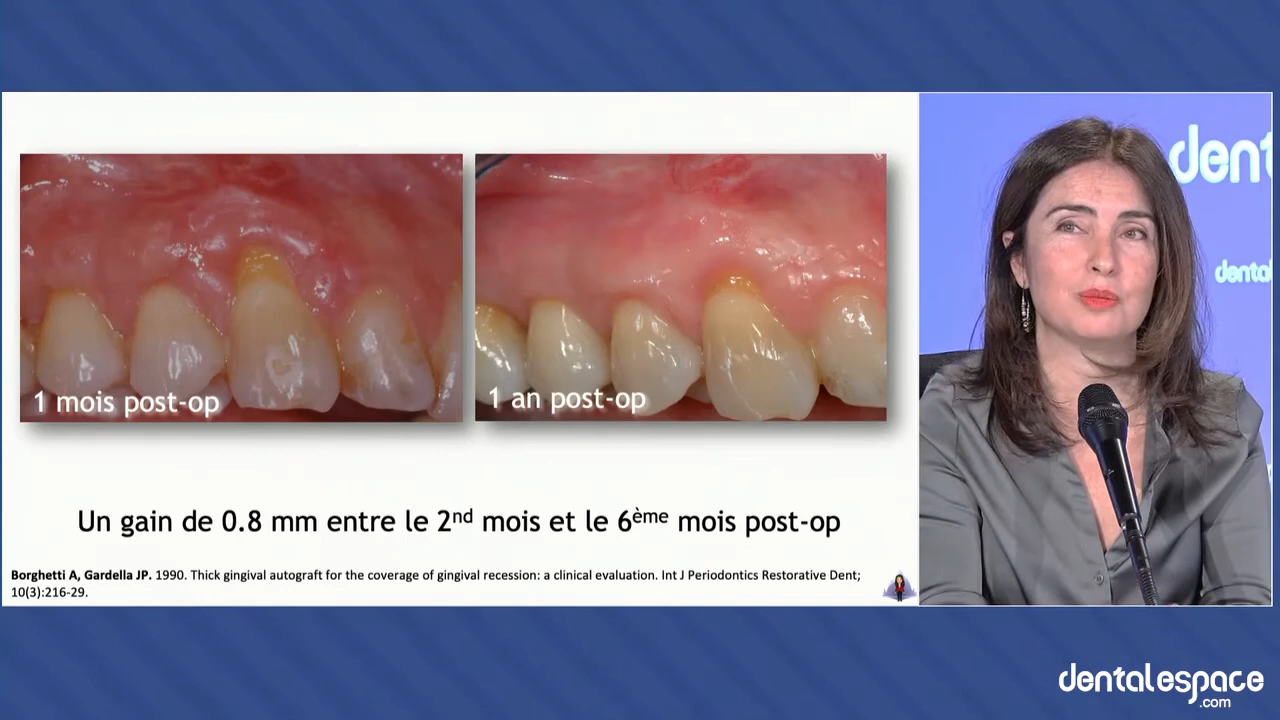 1 mois post-op
1 an post-op
Un gain de 0.8 mm entre le 2nd mois et le 6ème mois post-op
Borghetti A, Gardella JP. 1990. Thick gingival autograft for the coverage of gingival recession: a clinical evaluation. Int J Periodontics Restorative Dent;
10(3):216-29.
dent
dental
dentalespace
.com